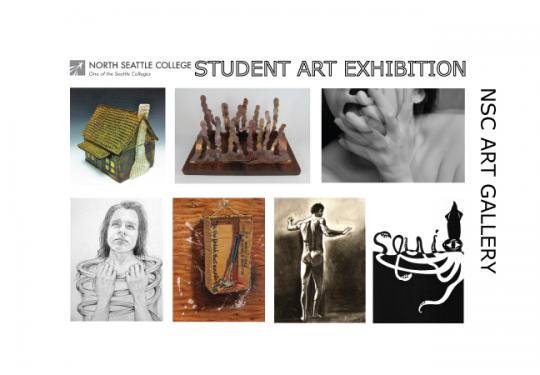 NORTH SEATTLE COLLEGE
One of the Seattle Colleges
STUDENT ART EXHIBITION
NSC ART GALLERY
squid